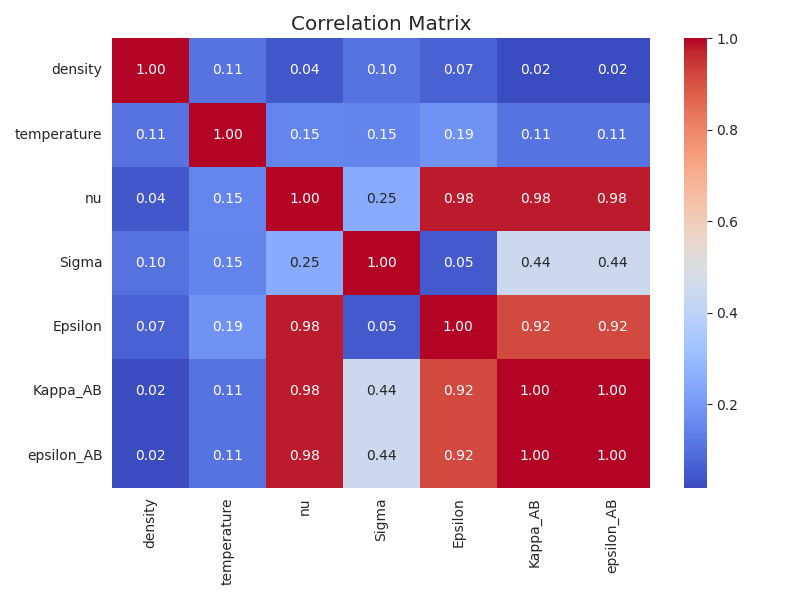 Correlation Matrix
density 1.00 0.11 0.04 0.10 0.07 0.02 0.02
temperature 0.11 1.00 0.15 0.15 0.19 0.11 0.11
nu 0.04 0.15 1.00 0.25 0.98 0.98 0.98
Sigma 0.10 0.15 0.25 1.00 0.05 0.44 0.44
Epsilon 0.07 0.19 0.98 0.05 1.00 0.92 0.92
Kappa_AB 0.02 0.11 0.98 0.44 0.92 1.00 1.00
epsilon_AB 0.02 0.11 0.98 0.44 0.92 1.00 1.00
density temperature nu Sigma Epsilon Kappa_AB epsilon_AB
1.0
0.8
0.6
0.4
0.2